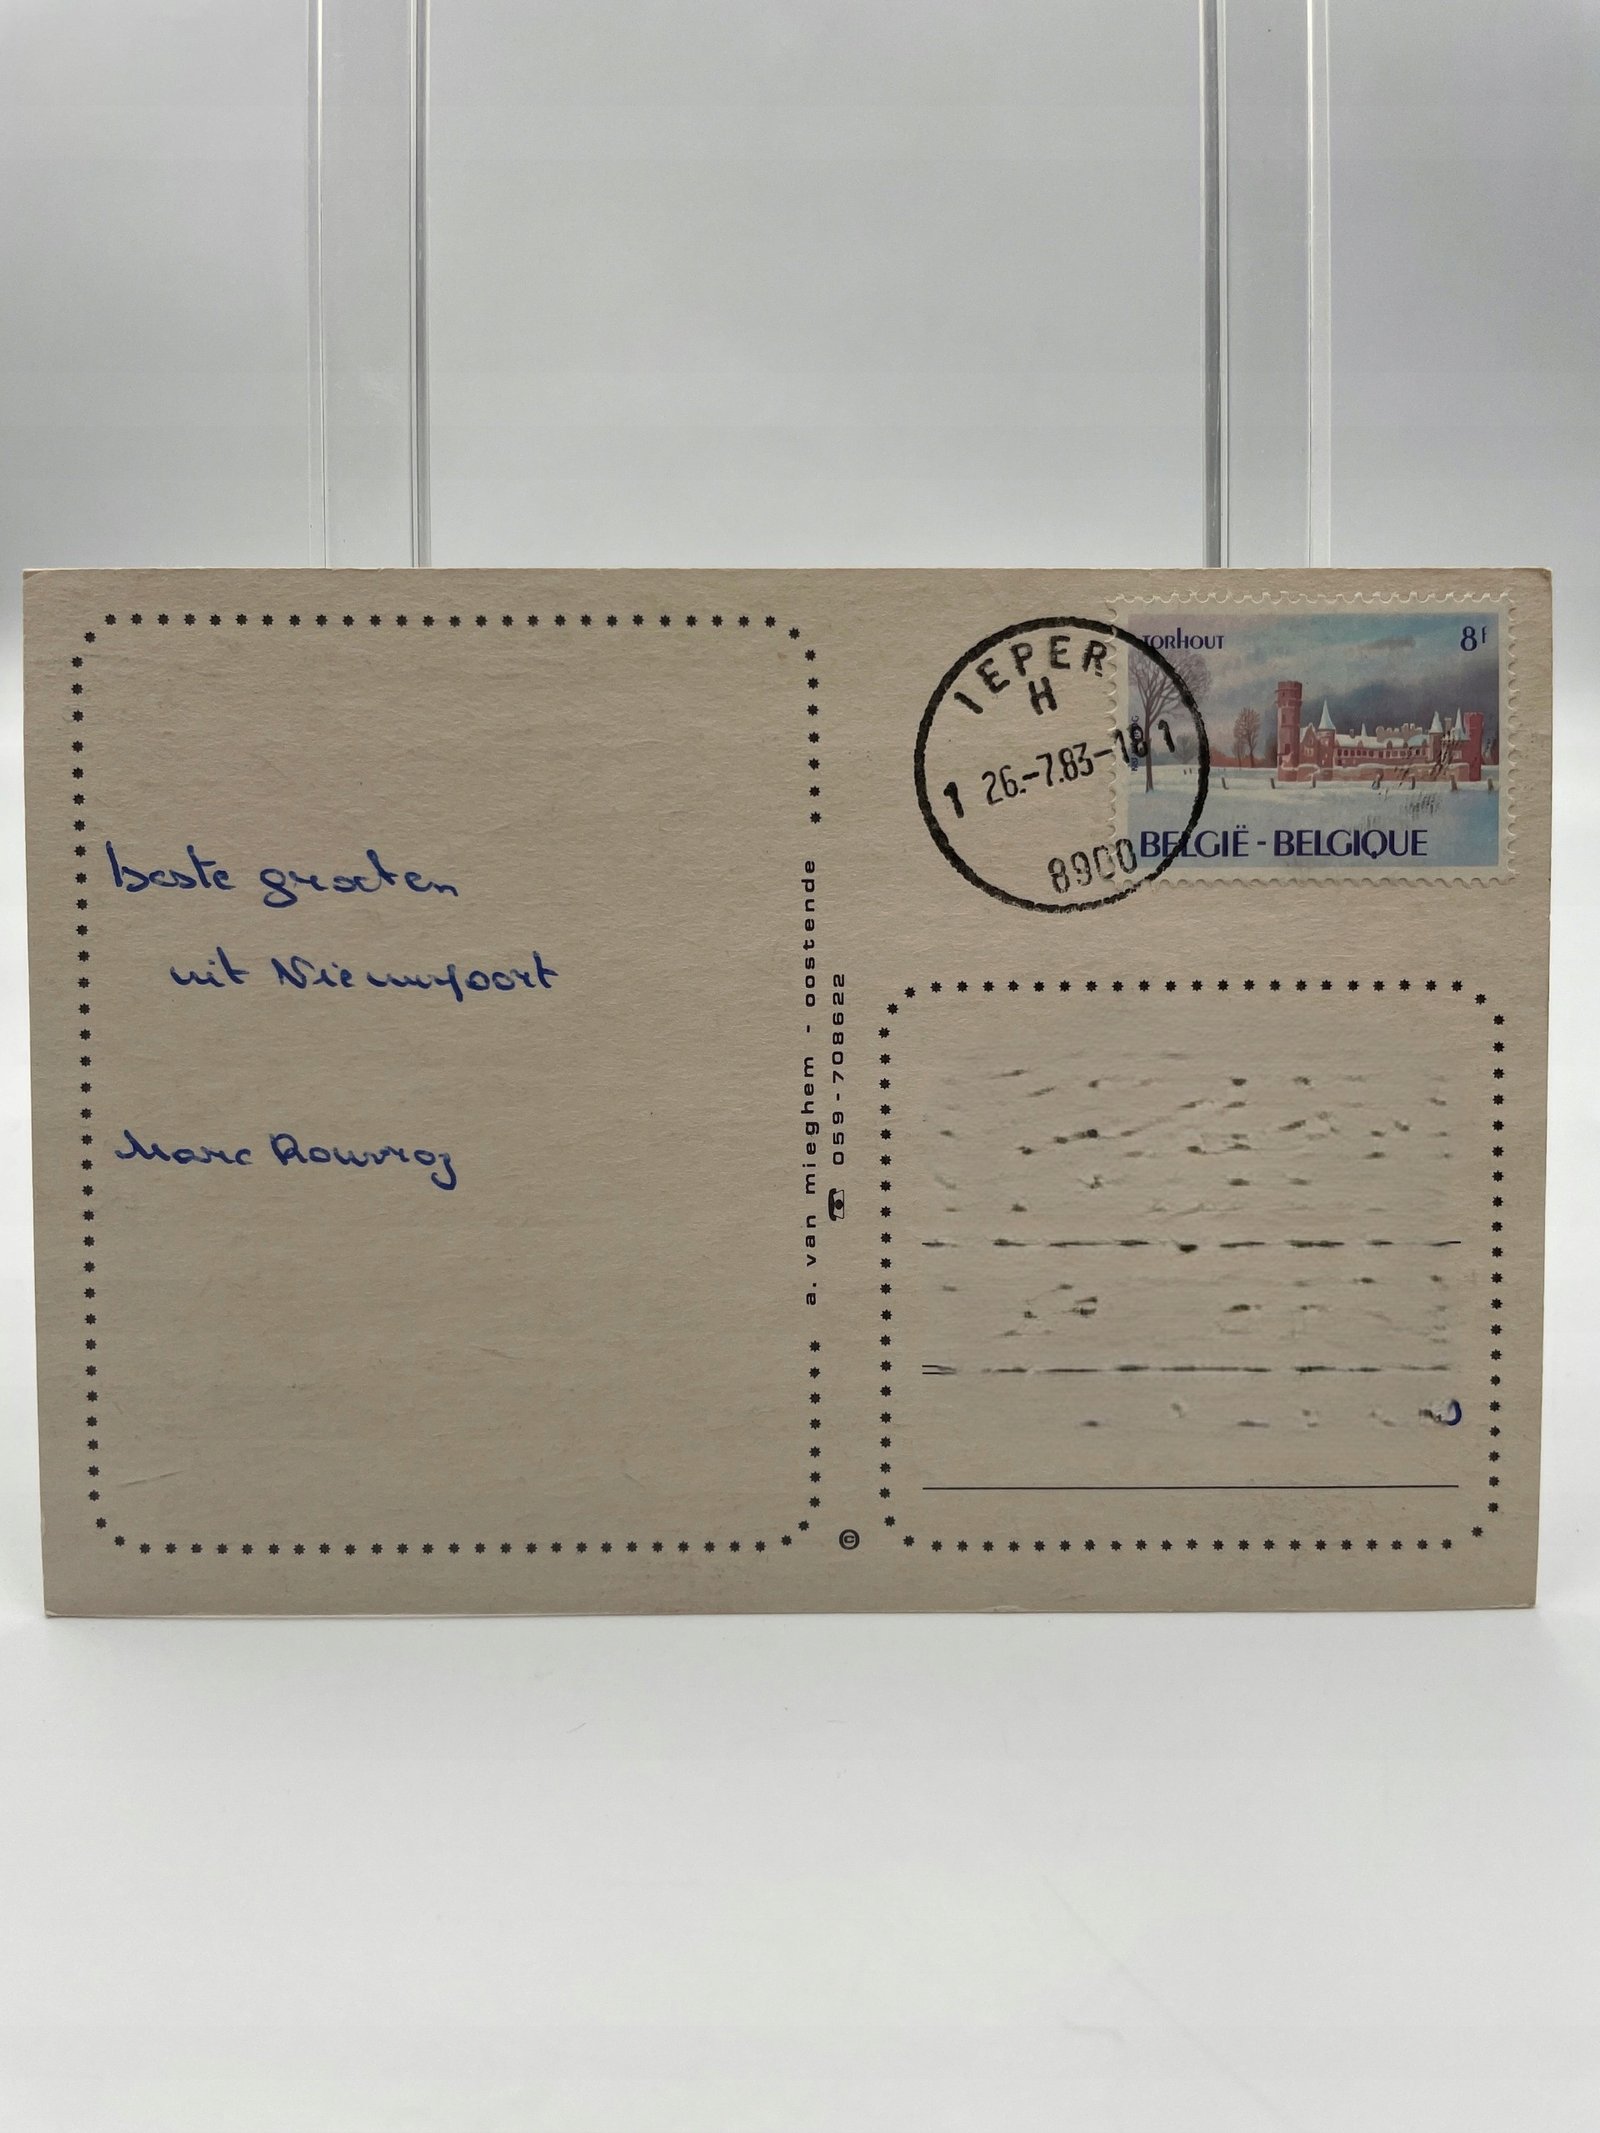 beste groeten
uit Nieuwpoort
Marc Rouvroy
a. van mieghem - oostende
☎ 059-708622
©
IEPER
H
1 26.-7.83-18 1
8900
TORHOUT
8F
BELGIË - BELGIQUE